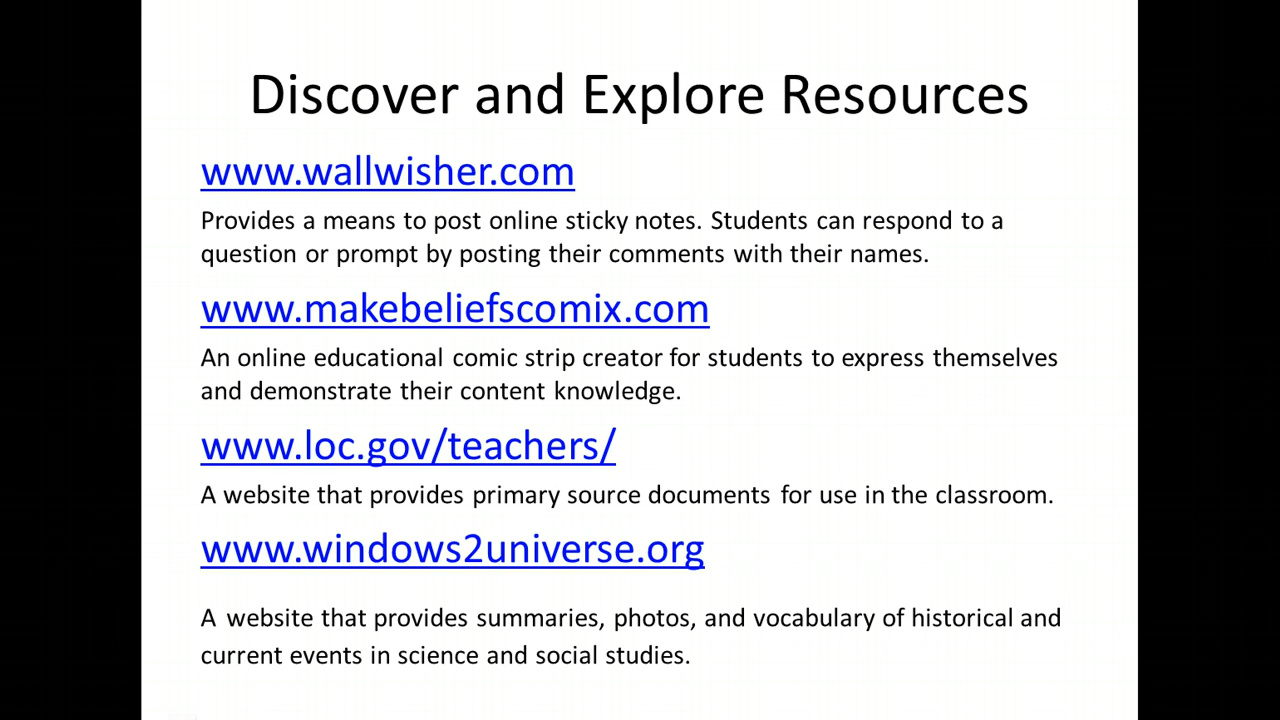 Discover and Explore Resources
www.wallwisher.com
Provides a means to post online sticky notes. Students can respond to a
question or prompt by posting their comments with their names.
www.makebeliefscomix.com
An online educational comic strip creator for students to express themselves
and demonstrate their content knowledge.
www.loc.gov/teachers/
A website that provides primary source documents for use in the classroom.
www.windows2universe.org
A website that provides summaries, photos, and vocabulary of historical and
current events in science and social studies.